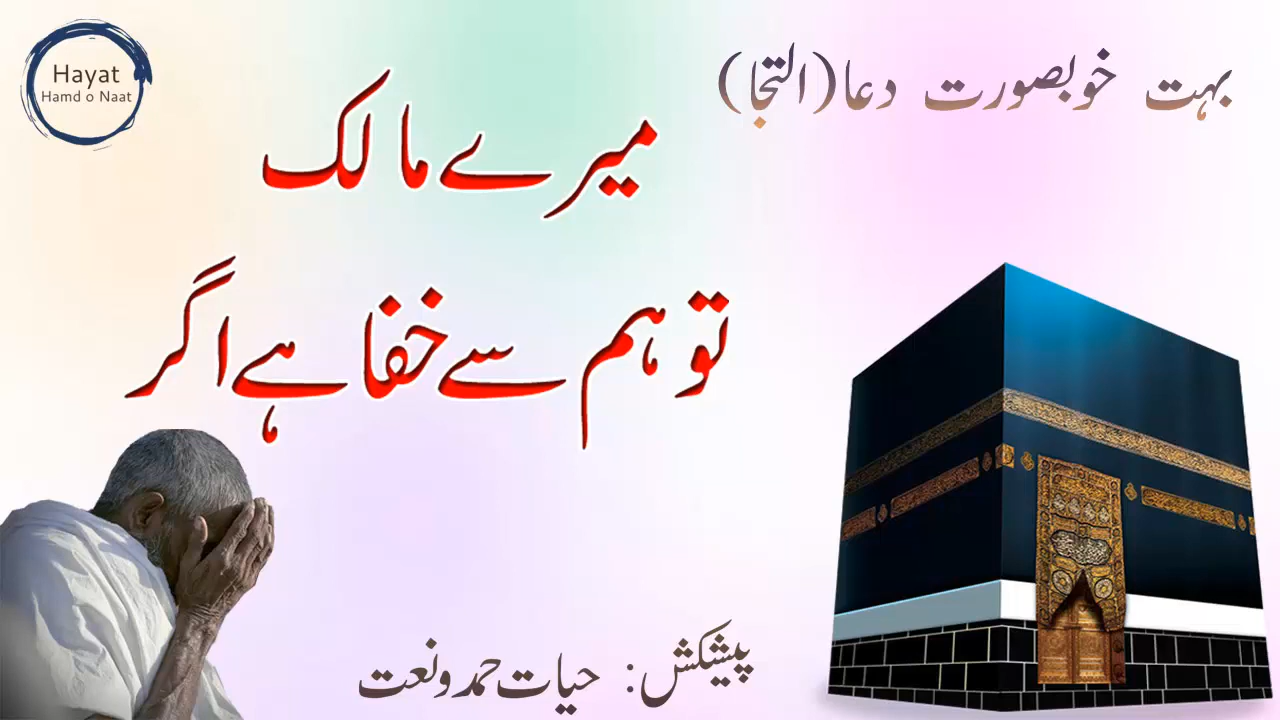 Hayat
Hamd o Naat
بہت خوبصورت دعا(التجا)
میرے مالک
تو ہم سے خفا ہے اگر
پیشکش: حیات حمد و نعت